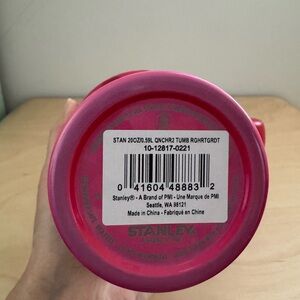 STAN 20OZ/0.59L QNCHR2 TUMB RGHRTGRDT
10-12817-0221
0 41604 48883 2
Stanley® - A Brand of PMI - Une Marque de PMI
Seattle, WA 98121
Made in China - Fabriqué en Chine
STANLEY